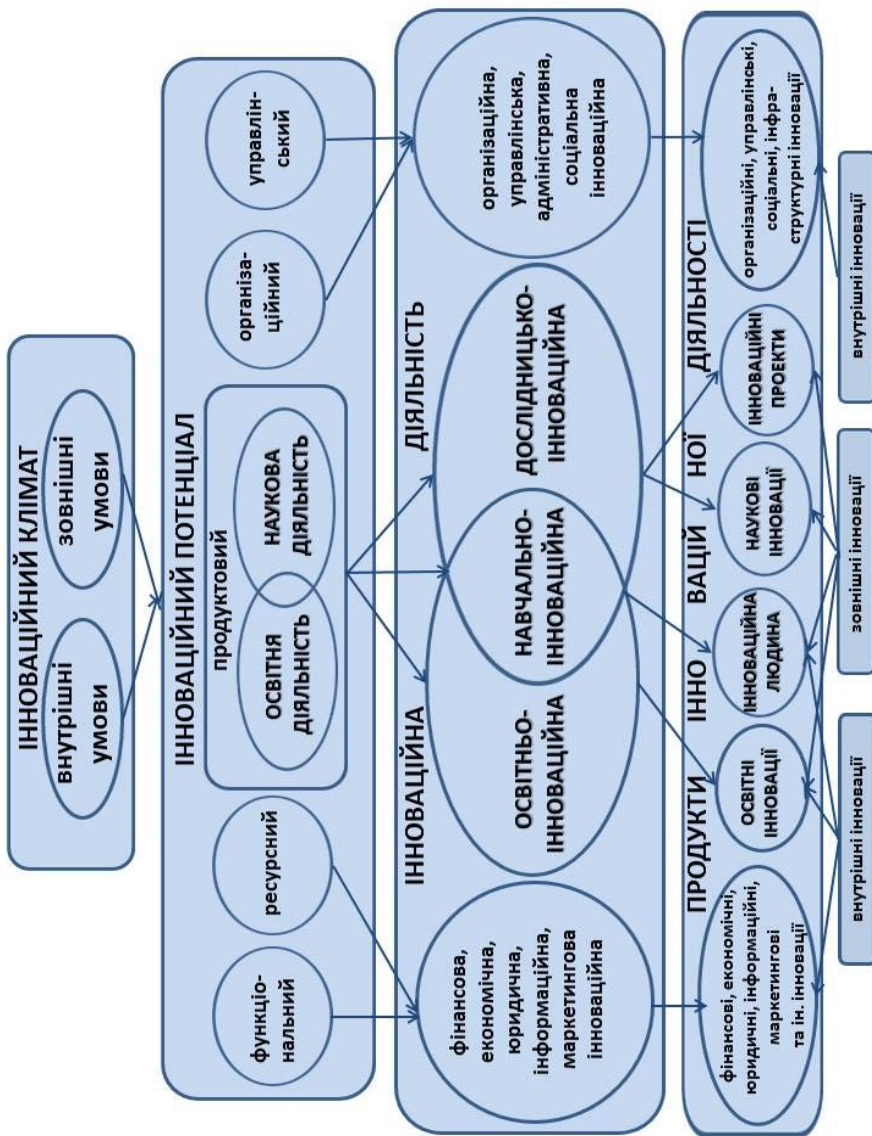 ІННОВАЦІЙНИЙ КЛІМАТ
внутрішні
умови
зовнішні
умови
ІННОВАЦІЙНИЙ ПОТЕНЦІАЛ
функціо-
нальний
ресурсний
продуктовий
ОСВІТНЯ
ДІЯЛЬНІСТЬ
НАУКОВА
ДІЯЛЬНІСТЬ
організа-
ційний
управлін-
ський
ІННОВАЦІЙНА ДІЯЛЬНІСТЬ
фінансова,
економічна,
юридична,
інформаційна,
маркетингова
інноваційна
ОСВІТНЬО-
ІННОВАЦІЙНА
НАВЧАЛЬНО-
ІННОВАЦІЙНА
ДОСЛІДНИЦЬКО-
ІННОВАЦІЙНА
організаційна,
управлінська,
адміністративна,
соціальна
інноваційна
ПРОДУКТИ ІННО ВАЦІЙ НОЇ ДІЯЛЬНОСТІ
фінансові, економічні,
юридичні, інформаційні,
маркетингові
та ін. інновації
ОСВІТНІ
ІННОВАЦІЇ
ІННОВАЦІЙНА
ЛЮДИНА
НАУКОВІ
ІННОВАЦІЇ
ІННОВАЦІЙНІ
ПРОЕКТИ
організаційні, управлінські,
соціальні, інфра-
структурні інновації
внутрішні інновації
зовнішні інновації
внутрішні інновації